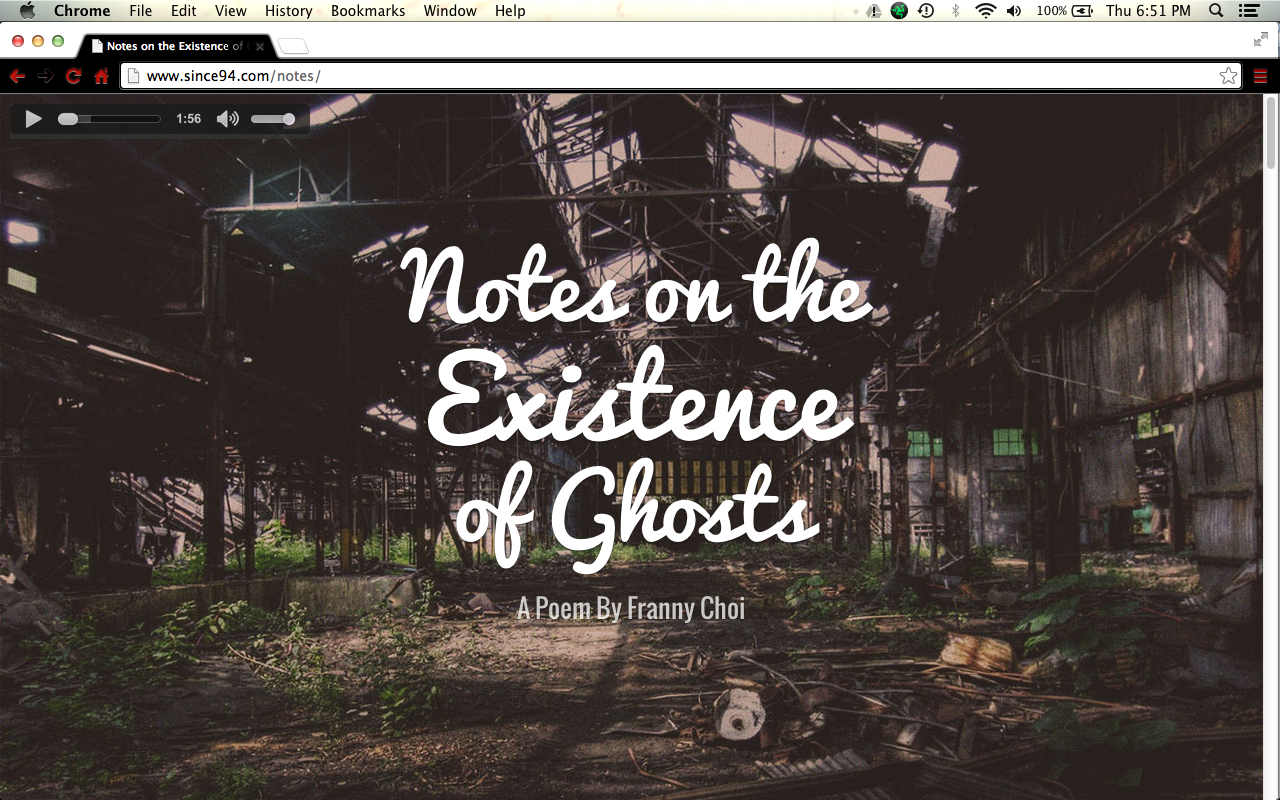 Chrome File Edit View History Bookmarks Window Help 100% Thu 6:51 PM
Notes on the Existence of
www.since94.com/notes/
1:56
Notes on the
Existence
of Ghosts
A Poem By Franny Choi